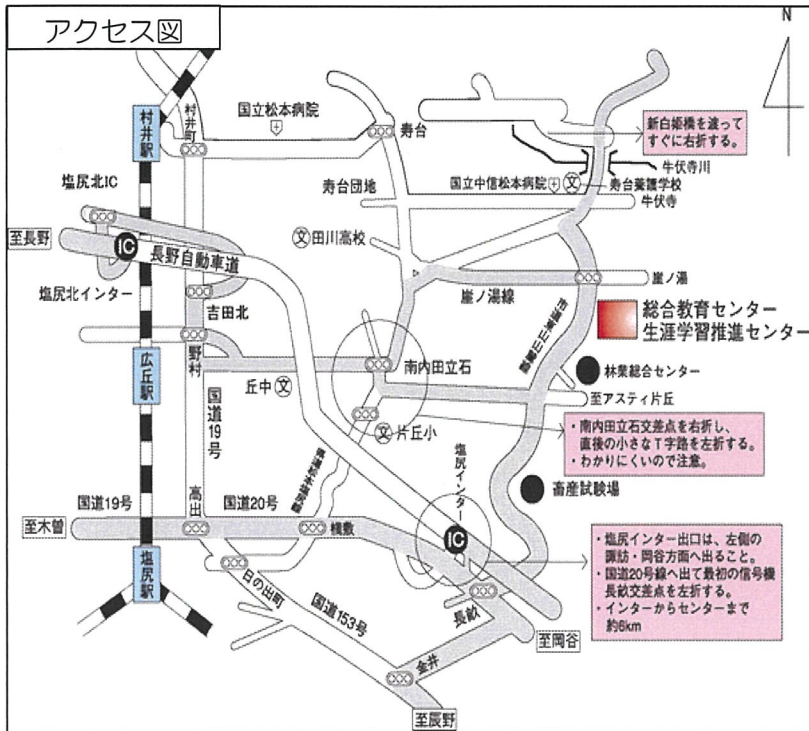 アクセス図
N
村井駅
村井町
国立松本病院
寿台
新白姫橋を渡って
すぐに右折する。
牛伏寺川
塩尻北IC
寿台団地
国立中信松本病院
文
寿台養護学校
牛伏寺
至長野
IC
長野自動車道
文
田川高校
塩尻北インター
吉田北
崖ノ湯線
崖ノ湯
総合教育センター
生涯学習推進センター
野村
広丘駅
南内田立石
林業総合センター
丘中
文
至アスティ片丘
国道19号
文
片丘小
・南内田立石交差点を右折し、
直後の小さなT字路を左折する。
・わかりにくいので注意。
塩尻インター
畜産試験場
国道19号
高出
国道20号
桟敷
IC
至木曽
塩尻駅
日の出町
国道153号
長畝
・塩尻インター出口は、左側の
諏訪・岡谷方面へ出ること。
・国道20号線へ出て最初の信号機
長畝交差点を左折する。
・インターからセンターまで
約6km
金井
至岡谷
至辰野